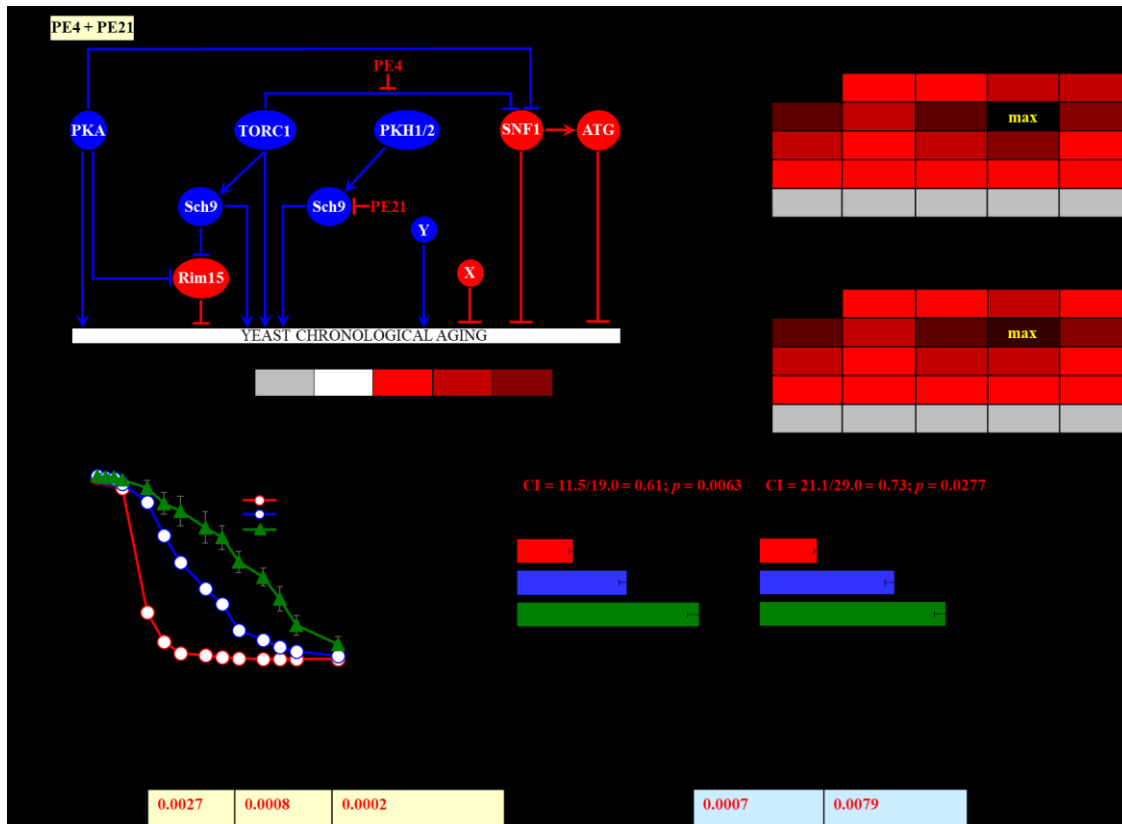 PE4 + PE21
PE4
PKA
TORC1
PKH1/2
SNF1
ATG
Sch9
Sch9
PE21
Y
Rim15
X
YEAST CHRONOLOGICAL AGING
max
max
CI = 11.5/19.0 = 0.61; p = 0.0063
CI = 21.1/29.0 = 0.73; p = 0.0277
0.0027
0.0008
0.0002
0.0007
0.0079